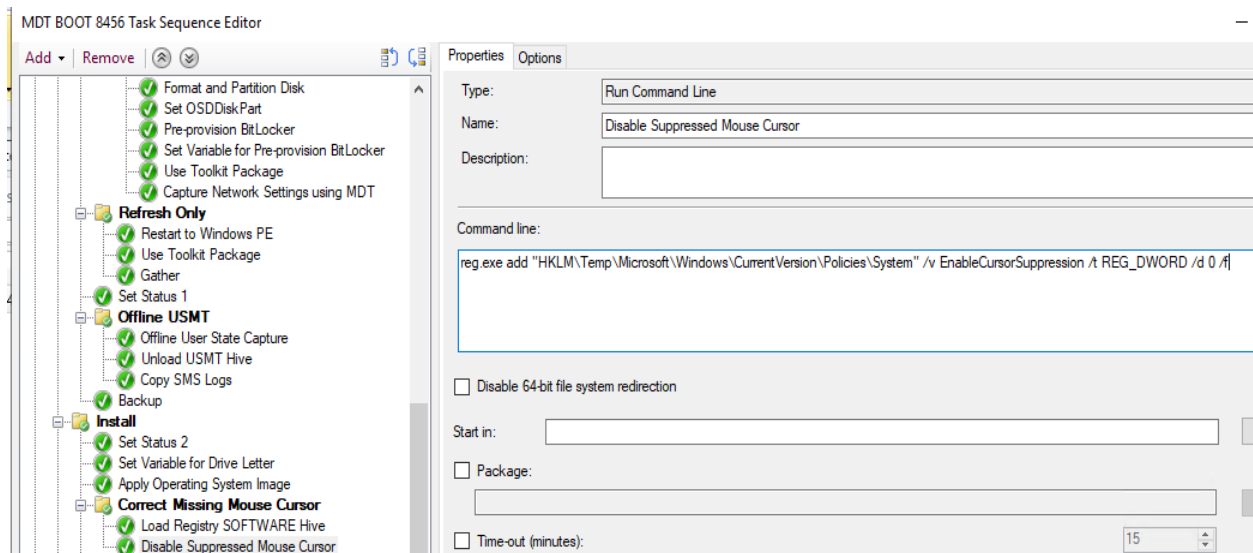 MDT BOOT 8456 Task Sequence Editor
Add
Remove
Format and Partition Disk
Set OSDDiskPart
Pre-provision BitLocker
Set Variable for Pre-provision BitLocker
Use Toolkit Package
Capture Network Settings using MDT
Refresh Only
Restart to Windows PE
Use Toolkit Package
Gather
Set Status 1
Offline USMT
Offline User State Capture
Unload USMT Hive
Copy SMS Logs
Backup
Install
Set Status 2
Set Variable for Drive Letter
Apply Operating System Image
Correct Missing Mouse Cursor
Load Registry SOFTWARE Hive
Disable Suppressed Mouse Cursor
Properties Options
Type: Run Command Line
Name: Disable Suppressed Mouse Cursor
Description:
Command line:
reg.exe add "HKLM\Temp\Microsoft\Windows\CurrentVersion\Policies\System" /v EnableCursorSuppression /t REG_DWORD /d 0 /f
Disable 64-bit file system redirection
Start in:
Package:
Time-out (minutes): 15